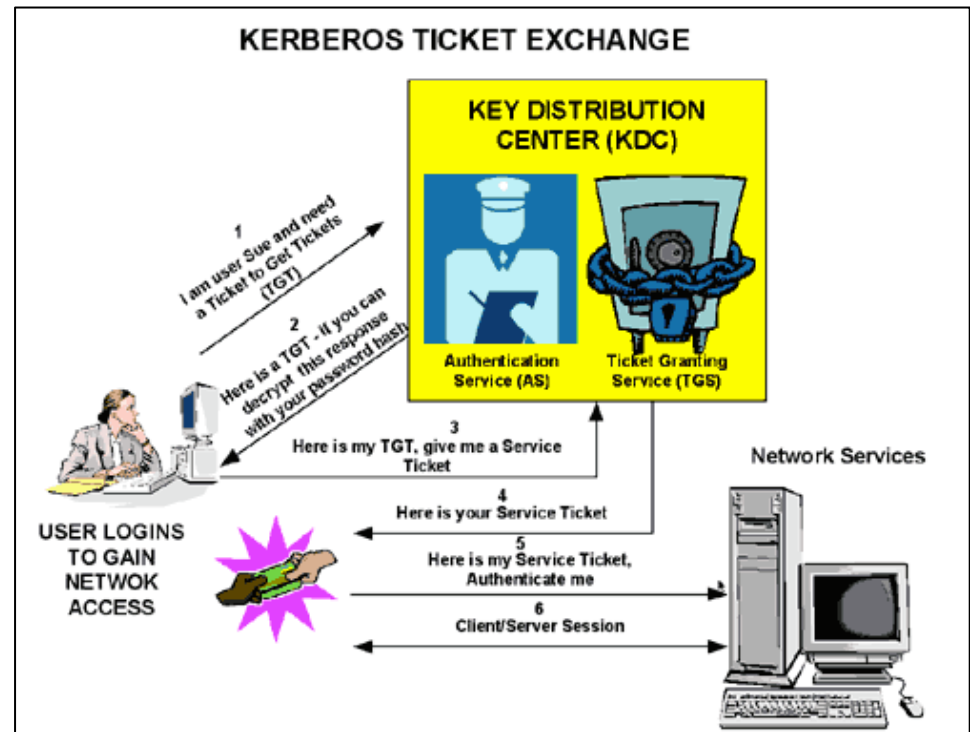 KERBEROS TICKET EXCHANGE
KEY DISTRIBUTION
CENTER (KDC)
Authentication
Service (AS)
Ticket Granting
Service (TGS)
1
I am user Sue and need
a Ticket to Get Tickets
(TGT)
2
Here is a TGT - if you can
decrypt this response
with your password hash
3
Here is my TGT, give me a Service
Ticket
4
Here is your Service Ticket
5
Here is my Service Ticket,
Authenticate me
6
Client/Server Session
USER LOGINS
TO GAIN
NETWOK
ACCESS
Network Services